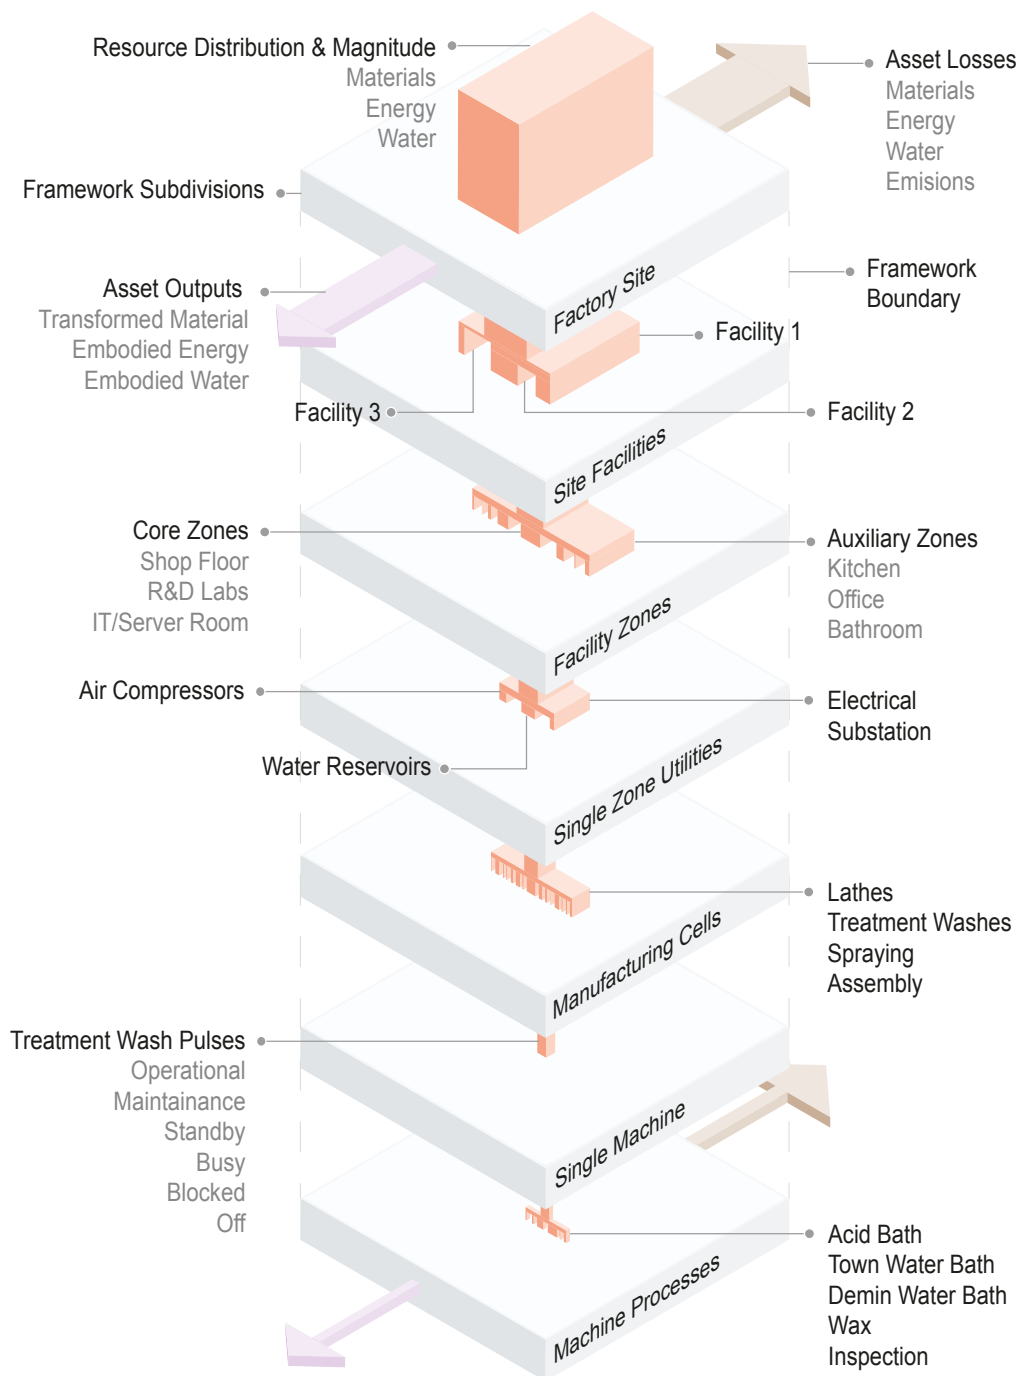 Resource Distribution & Magnitude
Materials
Energy
Water
Asset Losses
Materials
Energy
Water
Emisions
Framework Subdivisions
Factory Site
Framework
Boundary
Asset Outputs
Transformed Material
Embodied Energy
Embodied Water
Facility 1
Facility 3
Facility 2
Site Facilities
Core Zones
Shop Floor
R&D Labs
IT/Server Room
Auxiliary Zones
Kitchen
Office
Bathroom
Facility Zones
Air Compressors
Electrical
Substation
Water Reservoirs
Single Zone Utilities
Lathes
Treatment Washes
Spraying
Assembly
Manufacturing Cells
Treatment Wash Pulses
Operational
Maintainance
Standby
Busy
Blocked
Off
Single Machine
Acid Bath
Town Water Bath
Demin Water Bath
Wax
Inspection
Machine Processes